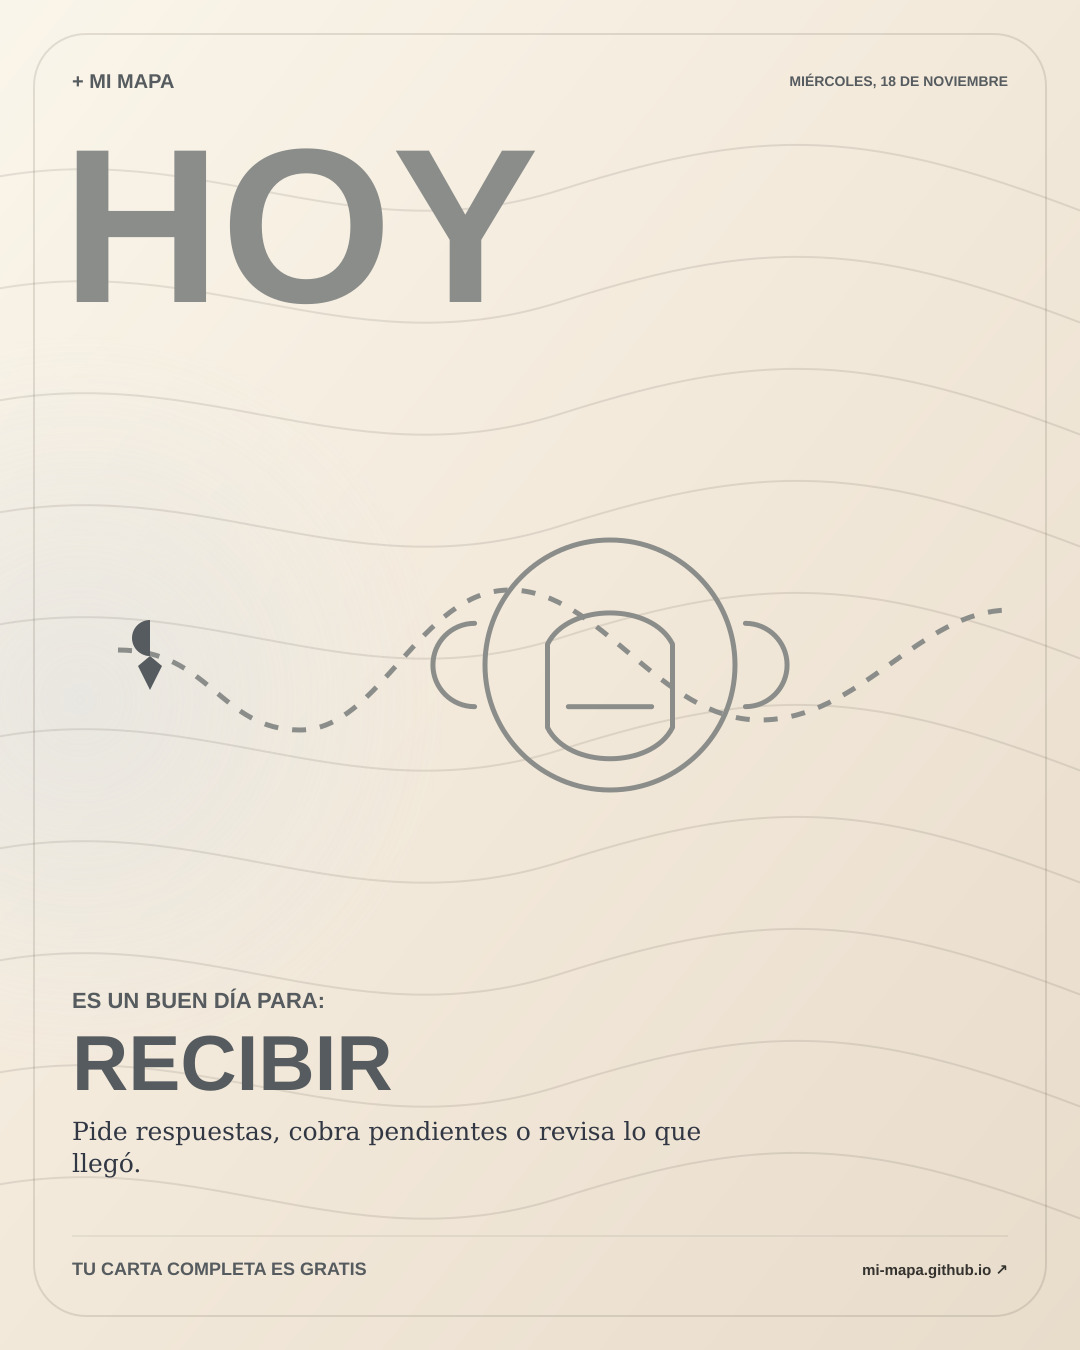 + MI MAPA
MIÉRCOLES, 18 DE NOVIEMBRE
HOY
ES UN BUEN DÍA PARA:
RECIBIR
Pide respuestas, cobra pendientes o revisa lo que
llegó.
TU CARTA COMPLETA ES GRATIS
mi-mapa.github.io ↗